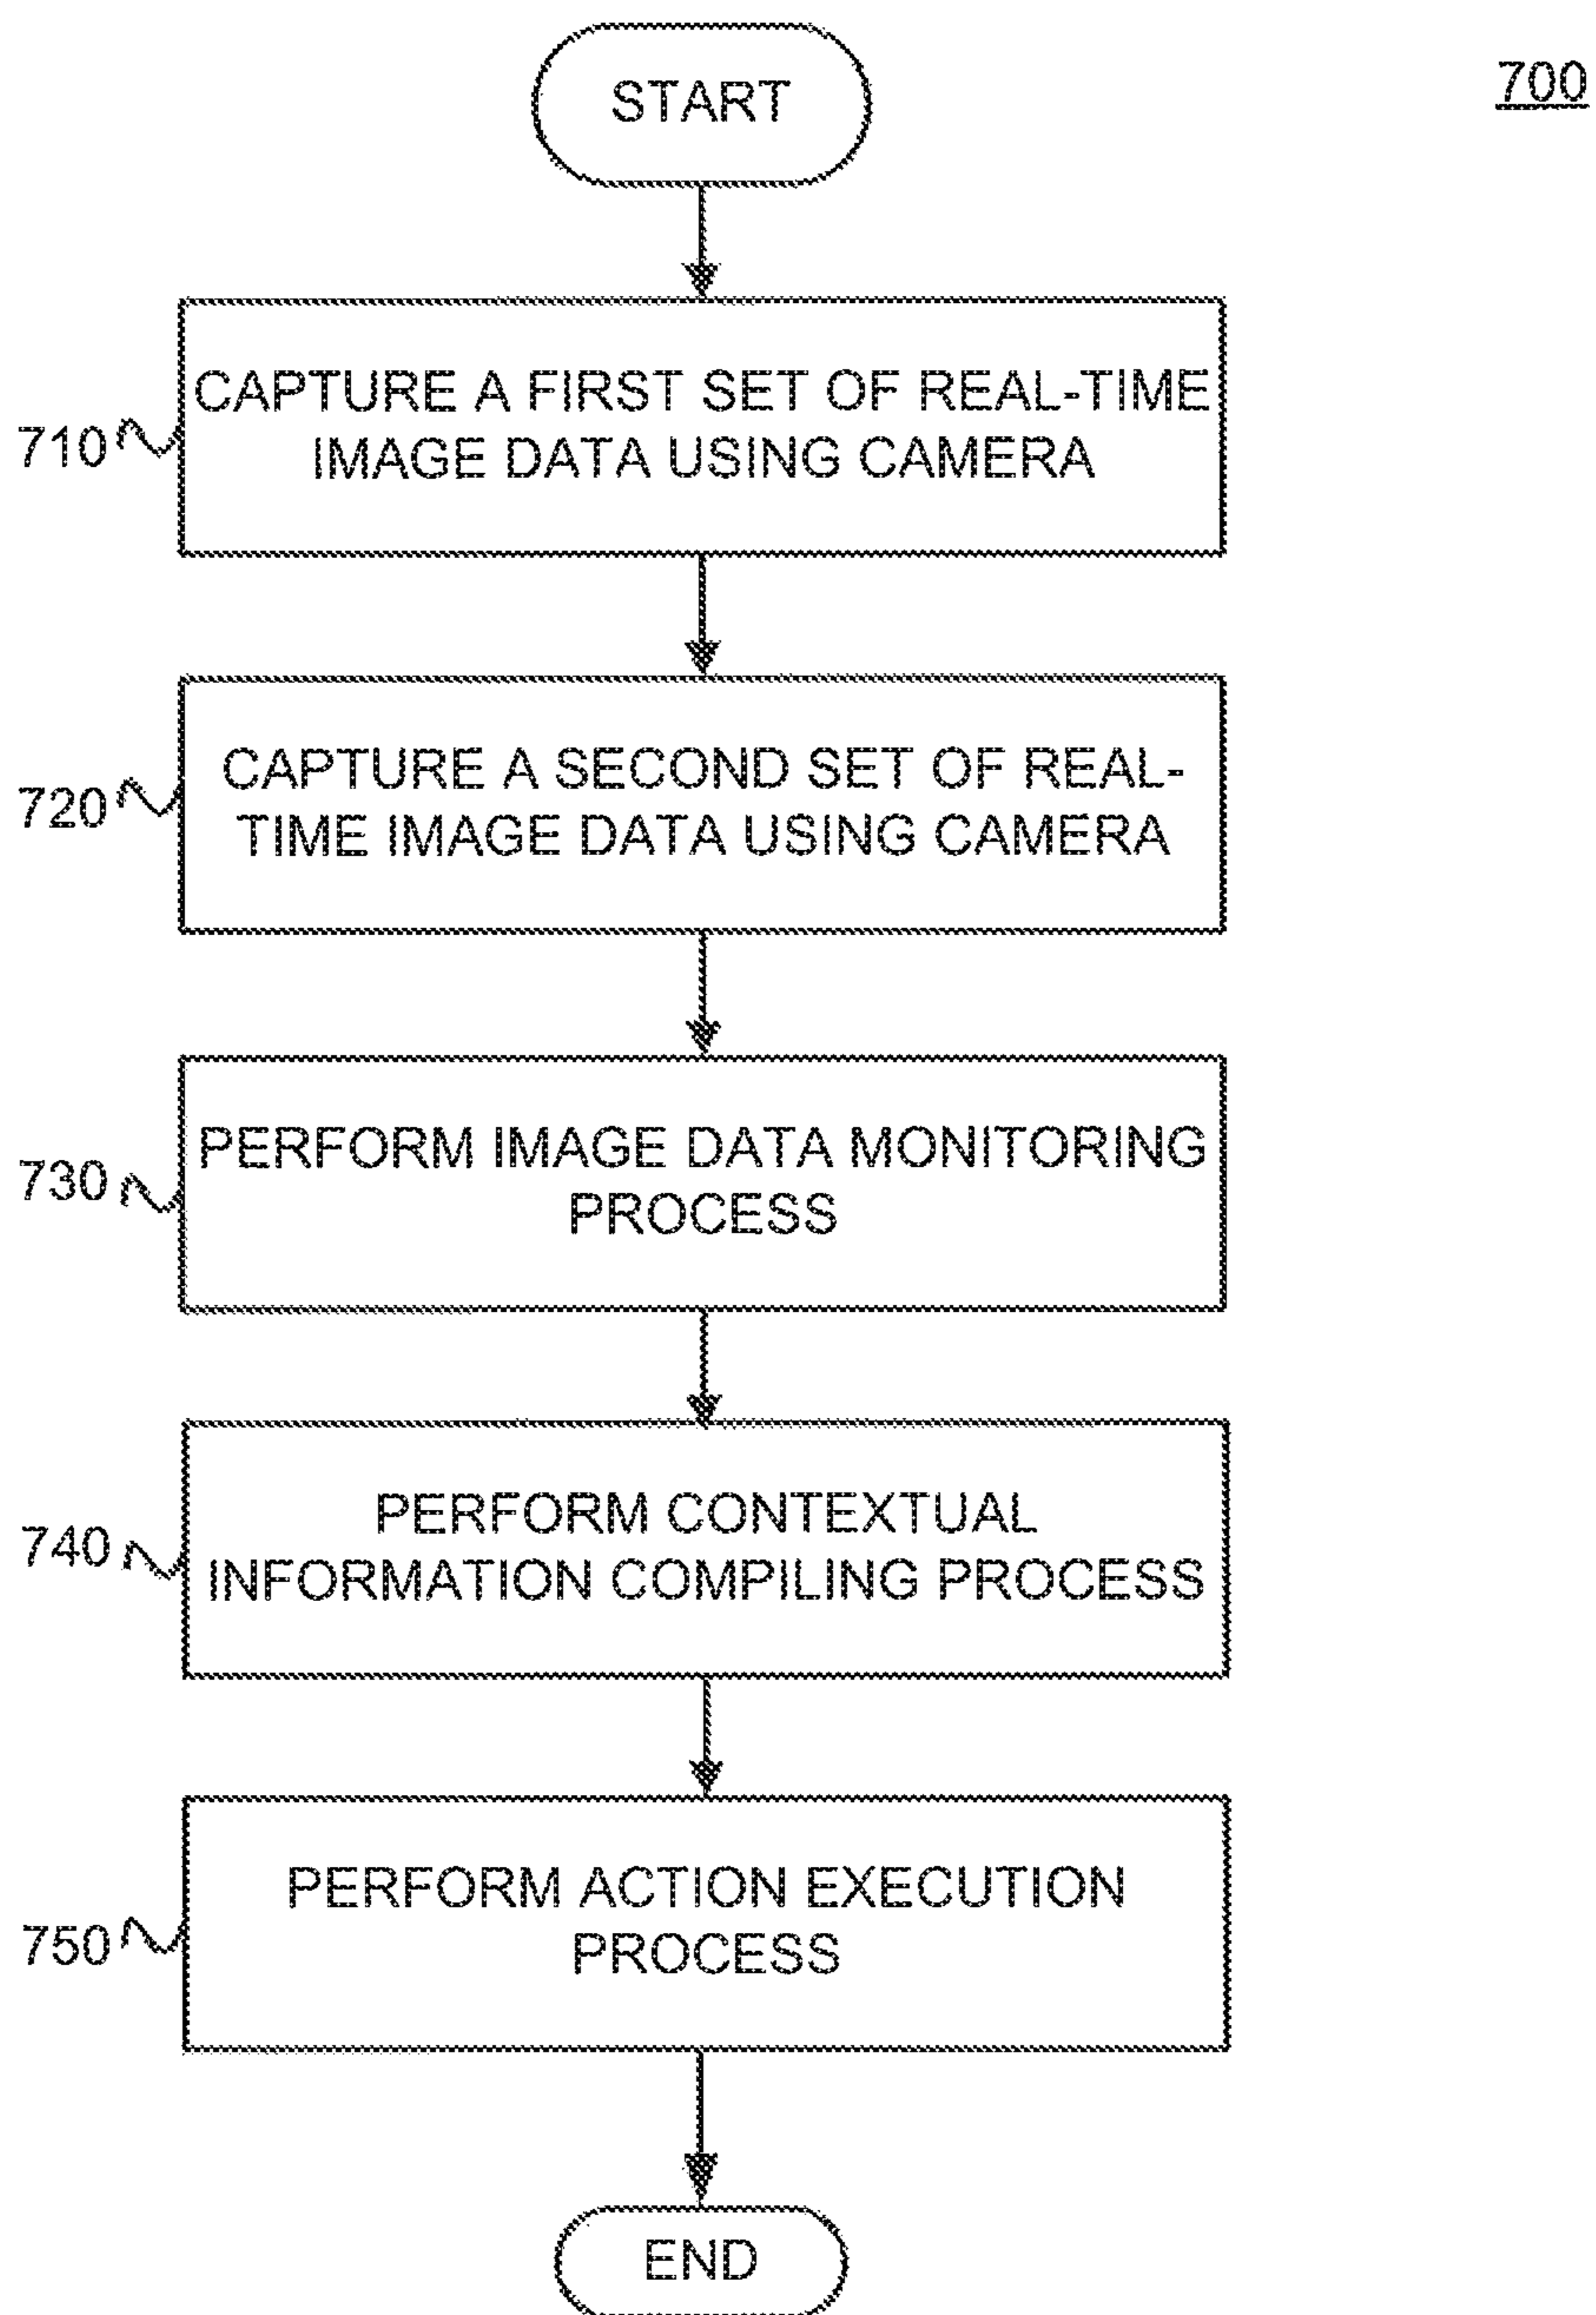 START
700
CAPTURE A FIRST SET OF REAL-TIME
IMAGE DATA USING CAMERA
710
CAPTURE A SECOND SET OF REAL-
TIME IMAGE DATA USING CAMERA
720
PERFORM IMAGE DATA MONITORING
PROCESS
730
PERFORM CONTEXTUAL
INFORMATION COMPILING PROCESS
740
PERFORM ACTION EXECUTION
PROCESS
750
END